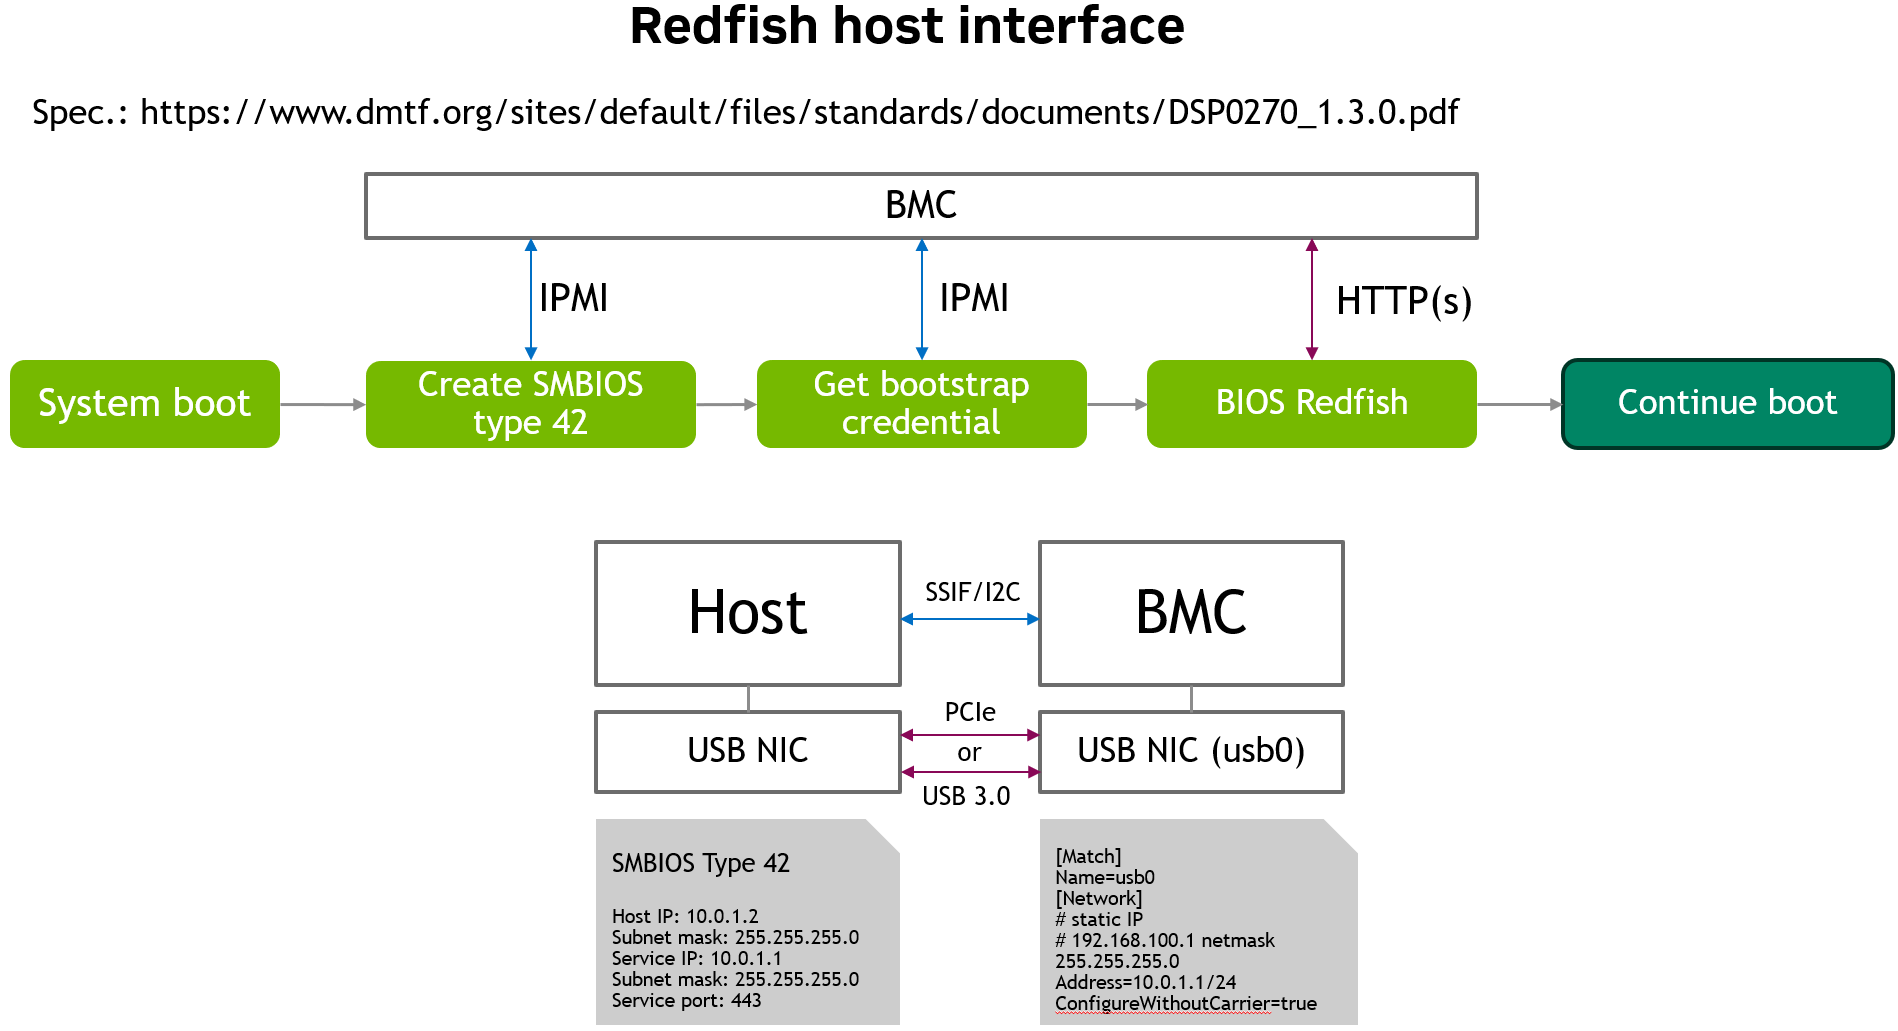 Redfish host interface
Spec.: https://www.dmtf.org/sites/default/files/standards/documents/DSP0270_1.3.0.pdf
BMC
IPMI
IPMI
HTTP(s)
System boot
Create SMBIOS
type 42
Get bootstrap
credential
BIOS Redfish
Continue boot
Host
SSIF/I2C
BMC
USB NIC
PCIe
or
USB 3.0
USB NIC (usb0)
SMBIOS Type 42
Host IP: 10.0.1.2
Subnet mask: 255.255.255.0
Service IP: 10.0.1.1
Subnet mask: 255.255.255.0
Service port: 443
[Match]
Name=usb0
[Network]
# static IP
# 192.168.100.1 netmask
255.255.255.0
Address=10.0.1.1/24
ConfigureWithoutCarrier=true